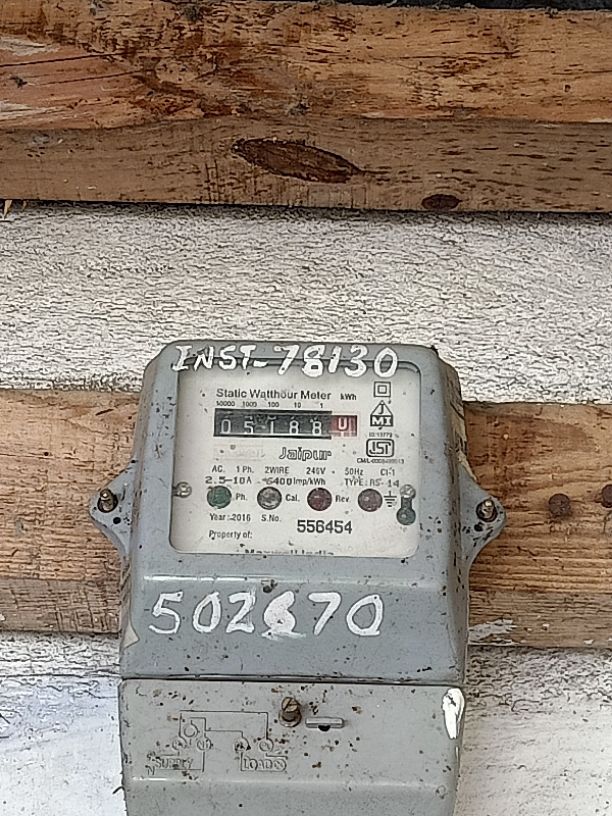 INST-78130
Static Watthour Meter kWh
10000 1000 100 10 1
05188
Jaipur
AC. 1 Ph. 2WIRE 240V 50Hz Cl-1
2.5-10A 6400 Imp/kWh TYPE: RS-14
Ph. Cal. Rev.
Year: 2016 S.No.
556454
Property of:
502670
SUPPLY LOAD